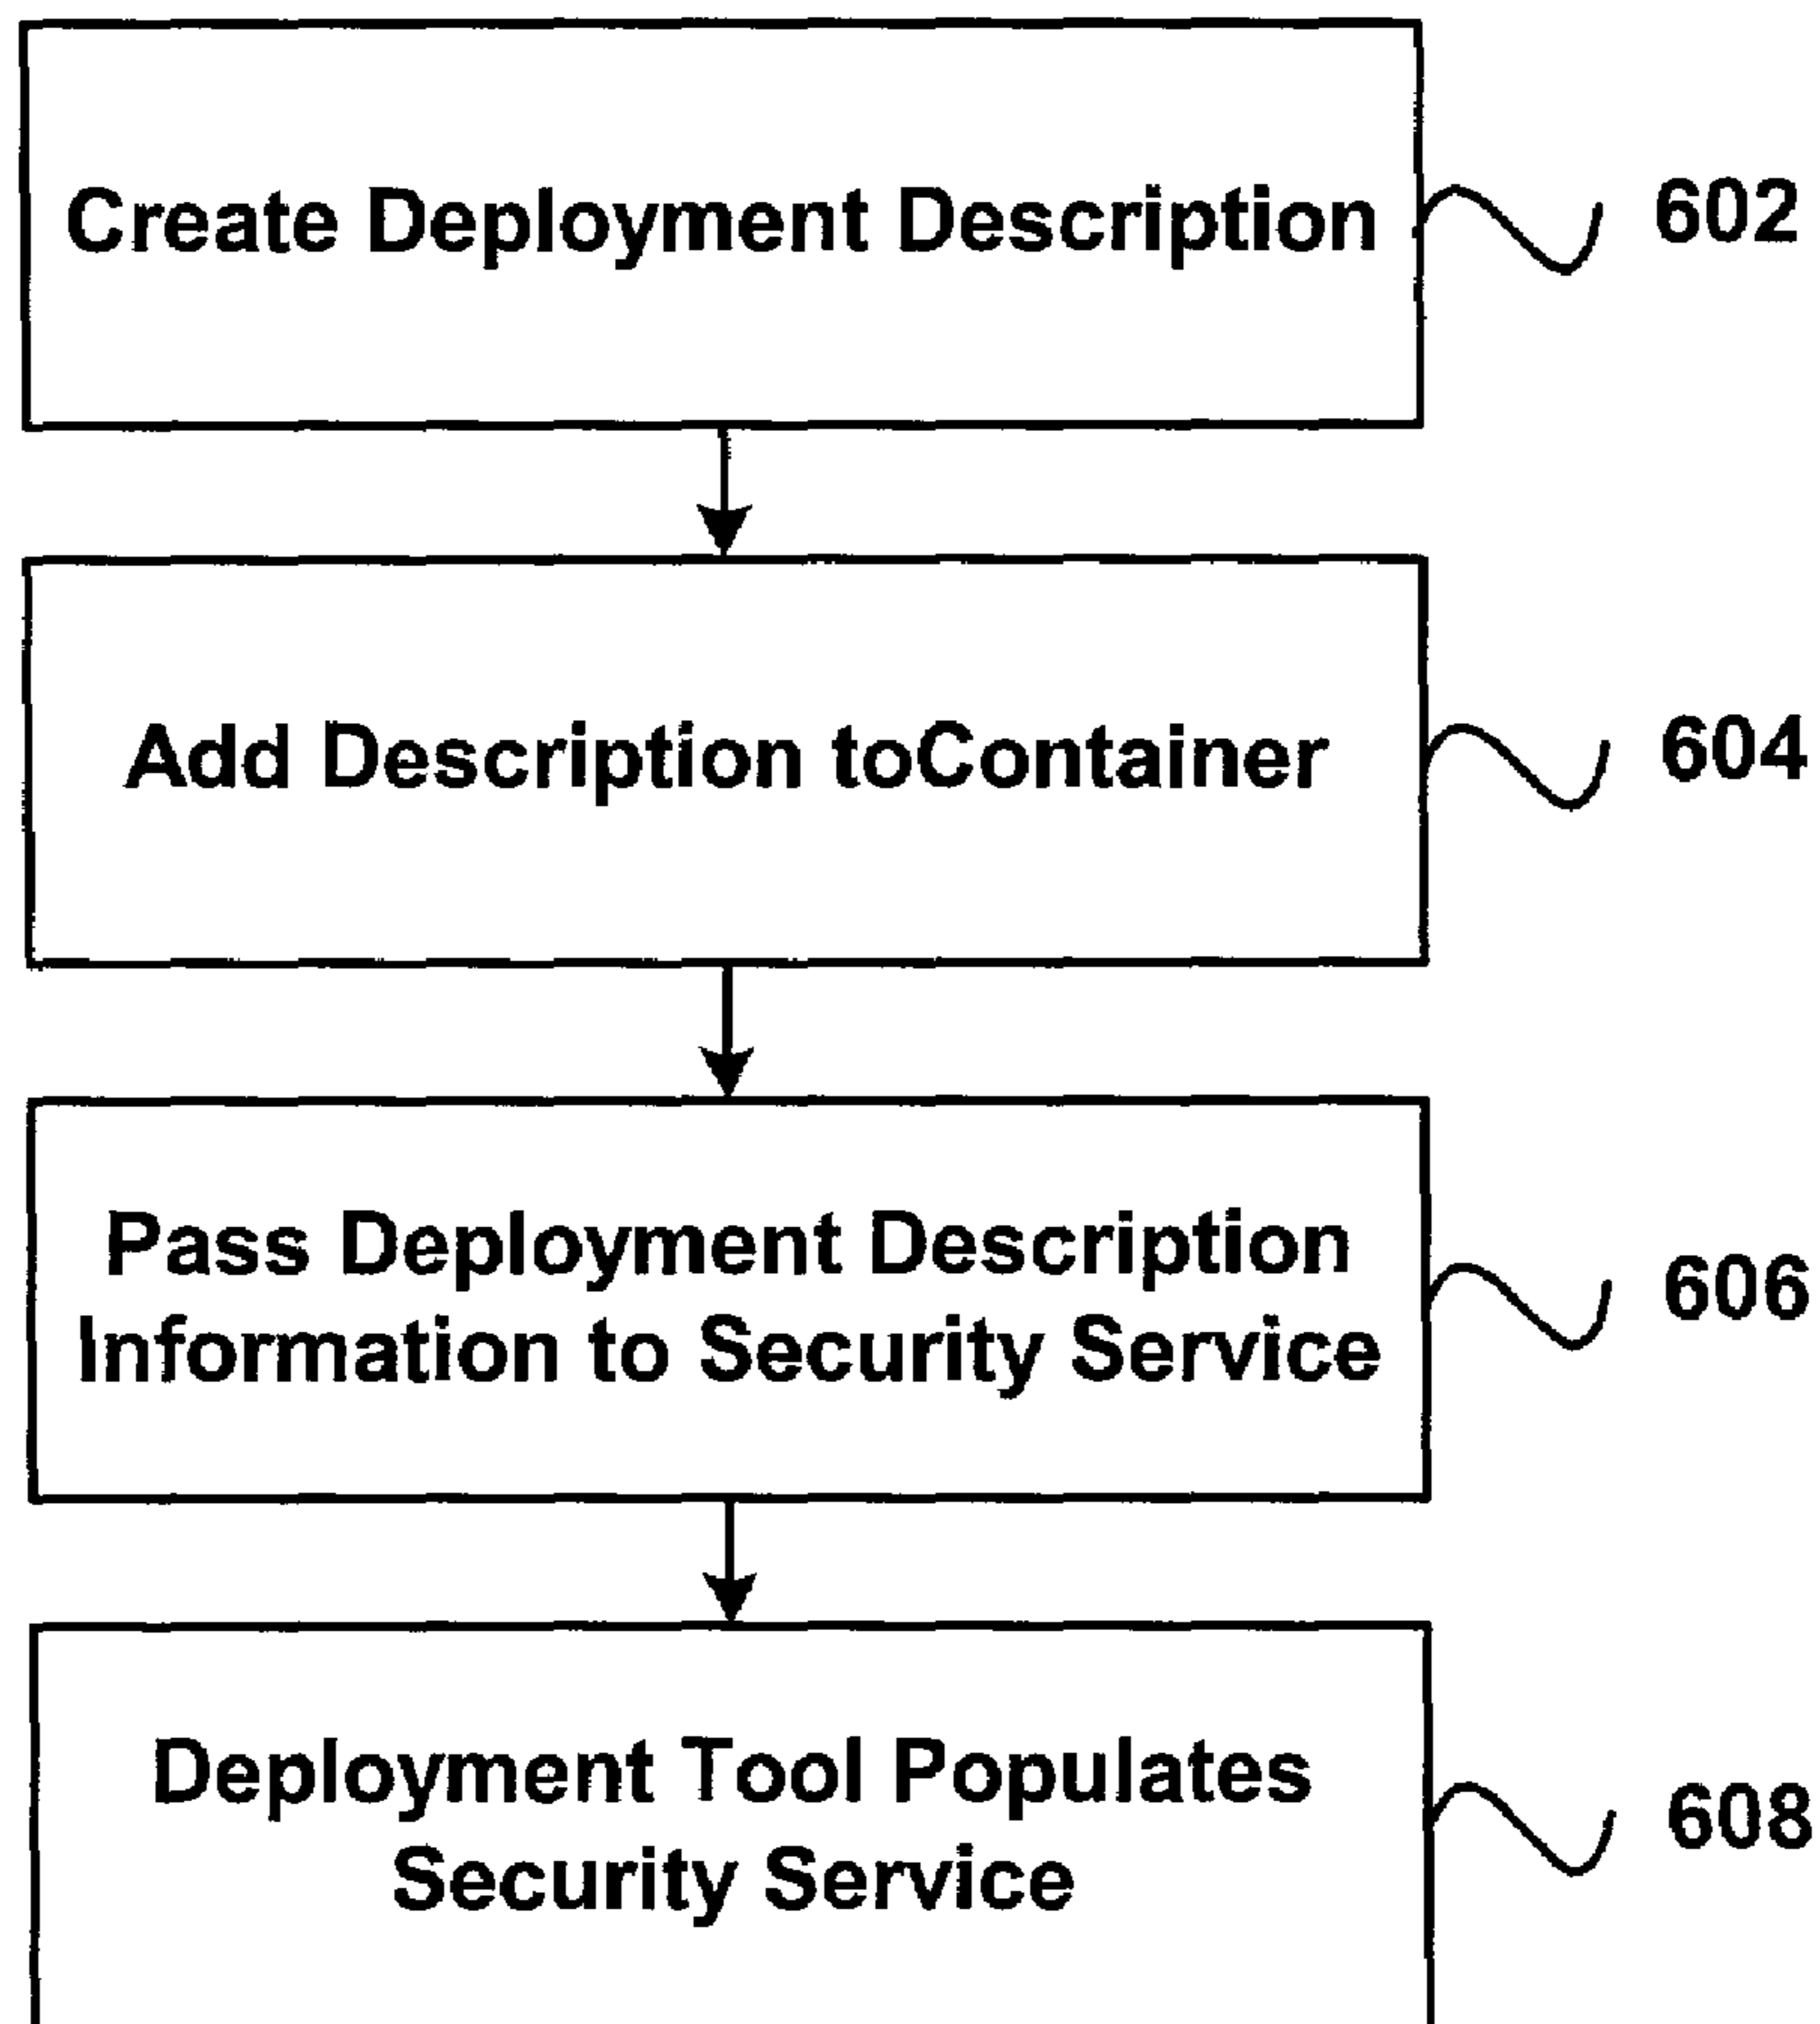 Create Deployment Description
602
Add Description toContainer
604
Pass Deployment Description
Information to Security Service
606
Deployment Tool Populates
Security Service
608